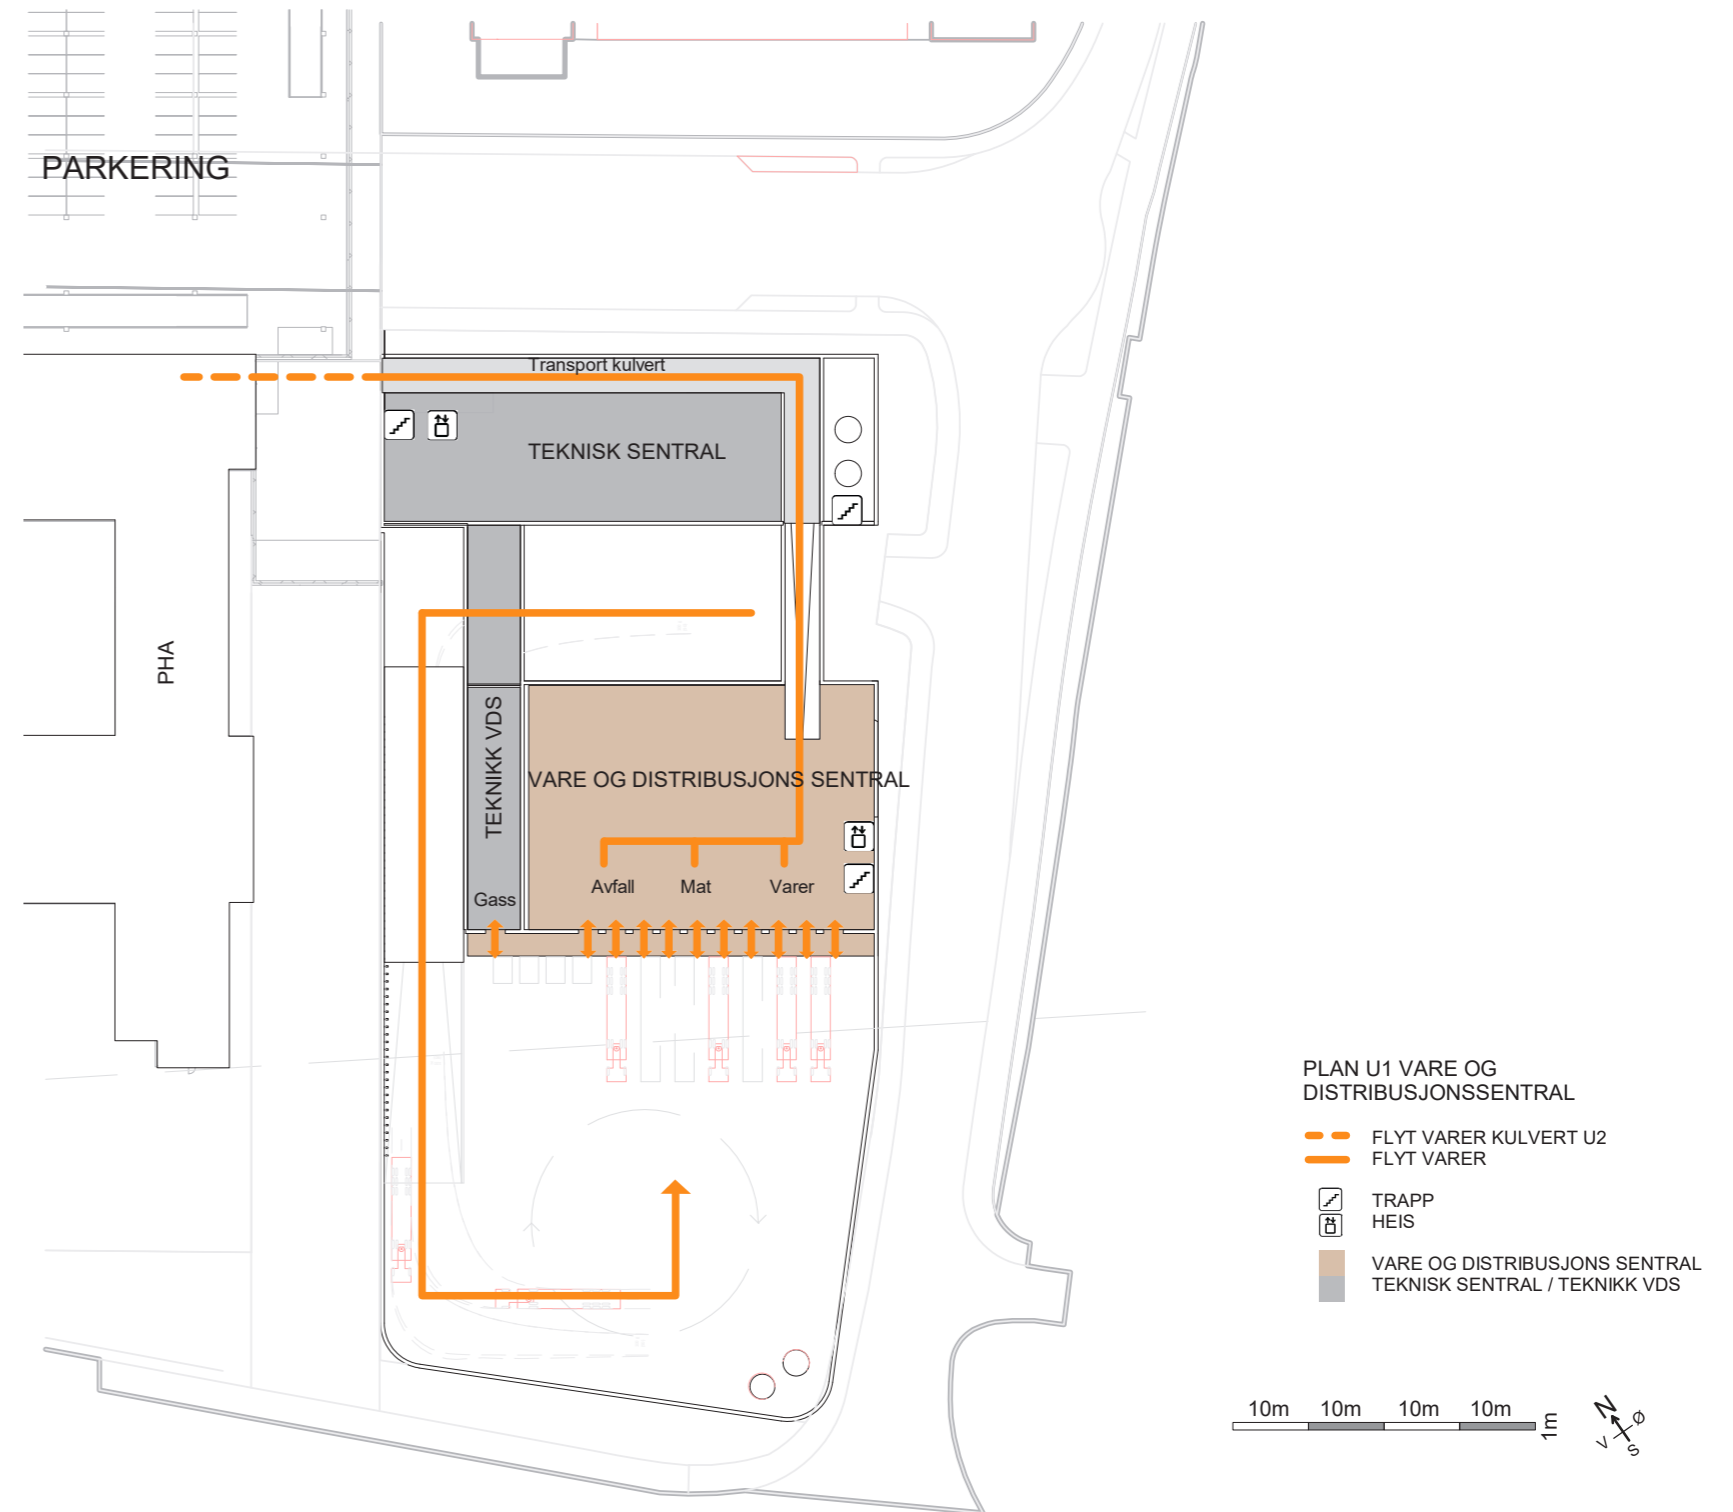 PARKERING
Transport kulvert
TEKNISK SENTRAL
PHA
TEKNIKK VDS
VARE OG DISTRIBUSJONS SENTRAL
Avfall
Mat
Varer
Gass
PLAN U1 VARE OG
DISTRIBUSJONSSENTRAL
FLYT VARER KULVERT U2
FLYT VARER
TRAPP
HEIS
VARE OG DISTRIBUSJONS SENTRAL
TEKNISK SENTRAL / TEKNIKK VDS
10m 10m 10m 10m
1m
N
Ø
V
S